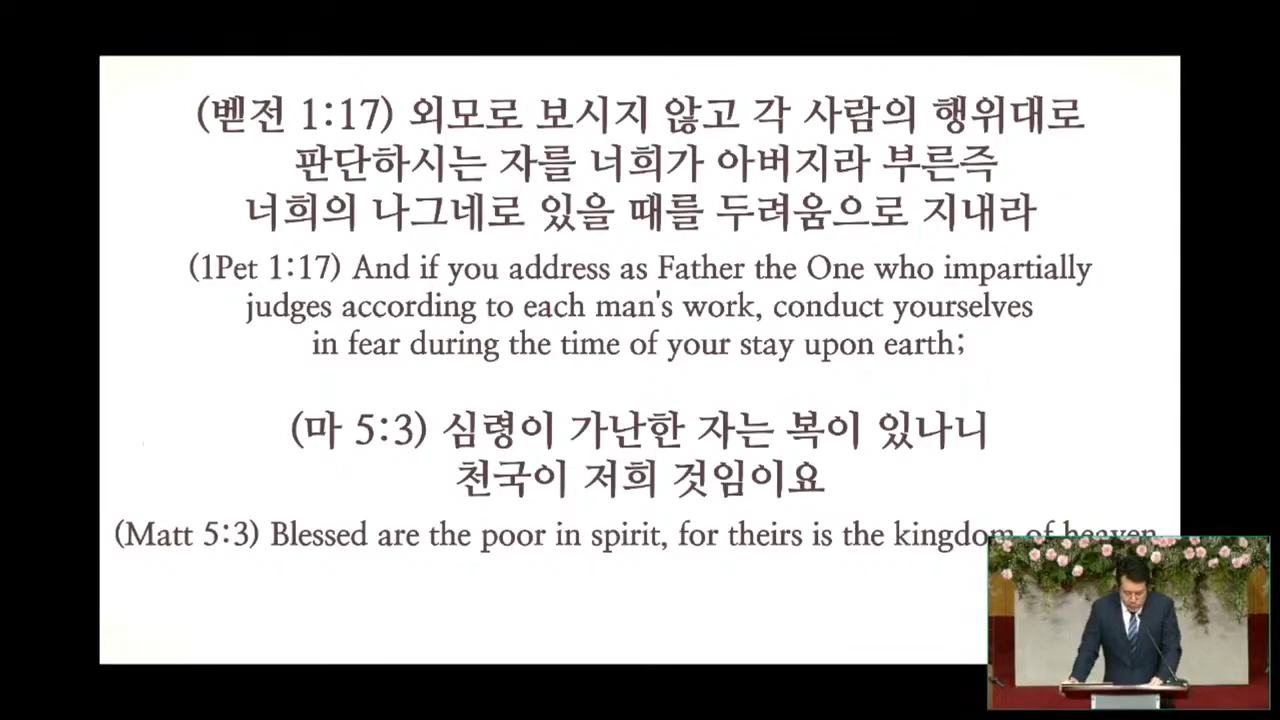 (벧전 1:17) 외모로 보시지 않고 각 사람의 행위대로
판단하시는 자를 너희가 아버지라 부른즉
너희의 나그네로 있을 때를 두려움으로 지내라
(1Pet 1:17) And if you address as Father the One who impartially
judges according to each man's work, conduct yourselves
in fear during the time of your stay upon earth;
(마 5:3) 심령이 가난한 자는 복이 있나니
천국이 저희 것임이요
(Matt 5:3) Blessed are the poor in spirit, for theirs is the kingdom of heaven